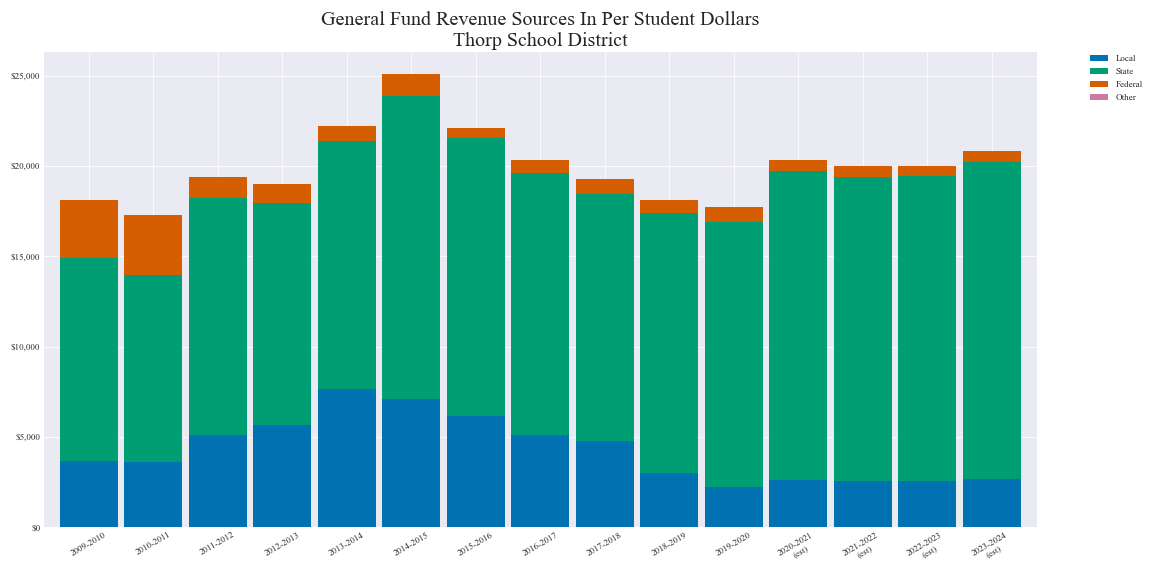 General Fund Revenue Sources In Per Student Dollars
Thorp School District
Local
State
Federal
Other
$25,000
$20,000
$15,000
$10,000
$5,000
$0
2009-2010
2010-2011
2011-2012
2012-2013
2013-2014
2014-2015
2015-2016
2016-2017
2017-2018
2018-2019
2019-2020
2020-2021
(est)
2021-2022
(est)
2022-2023
(est)
2023-2024
(est)